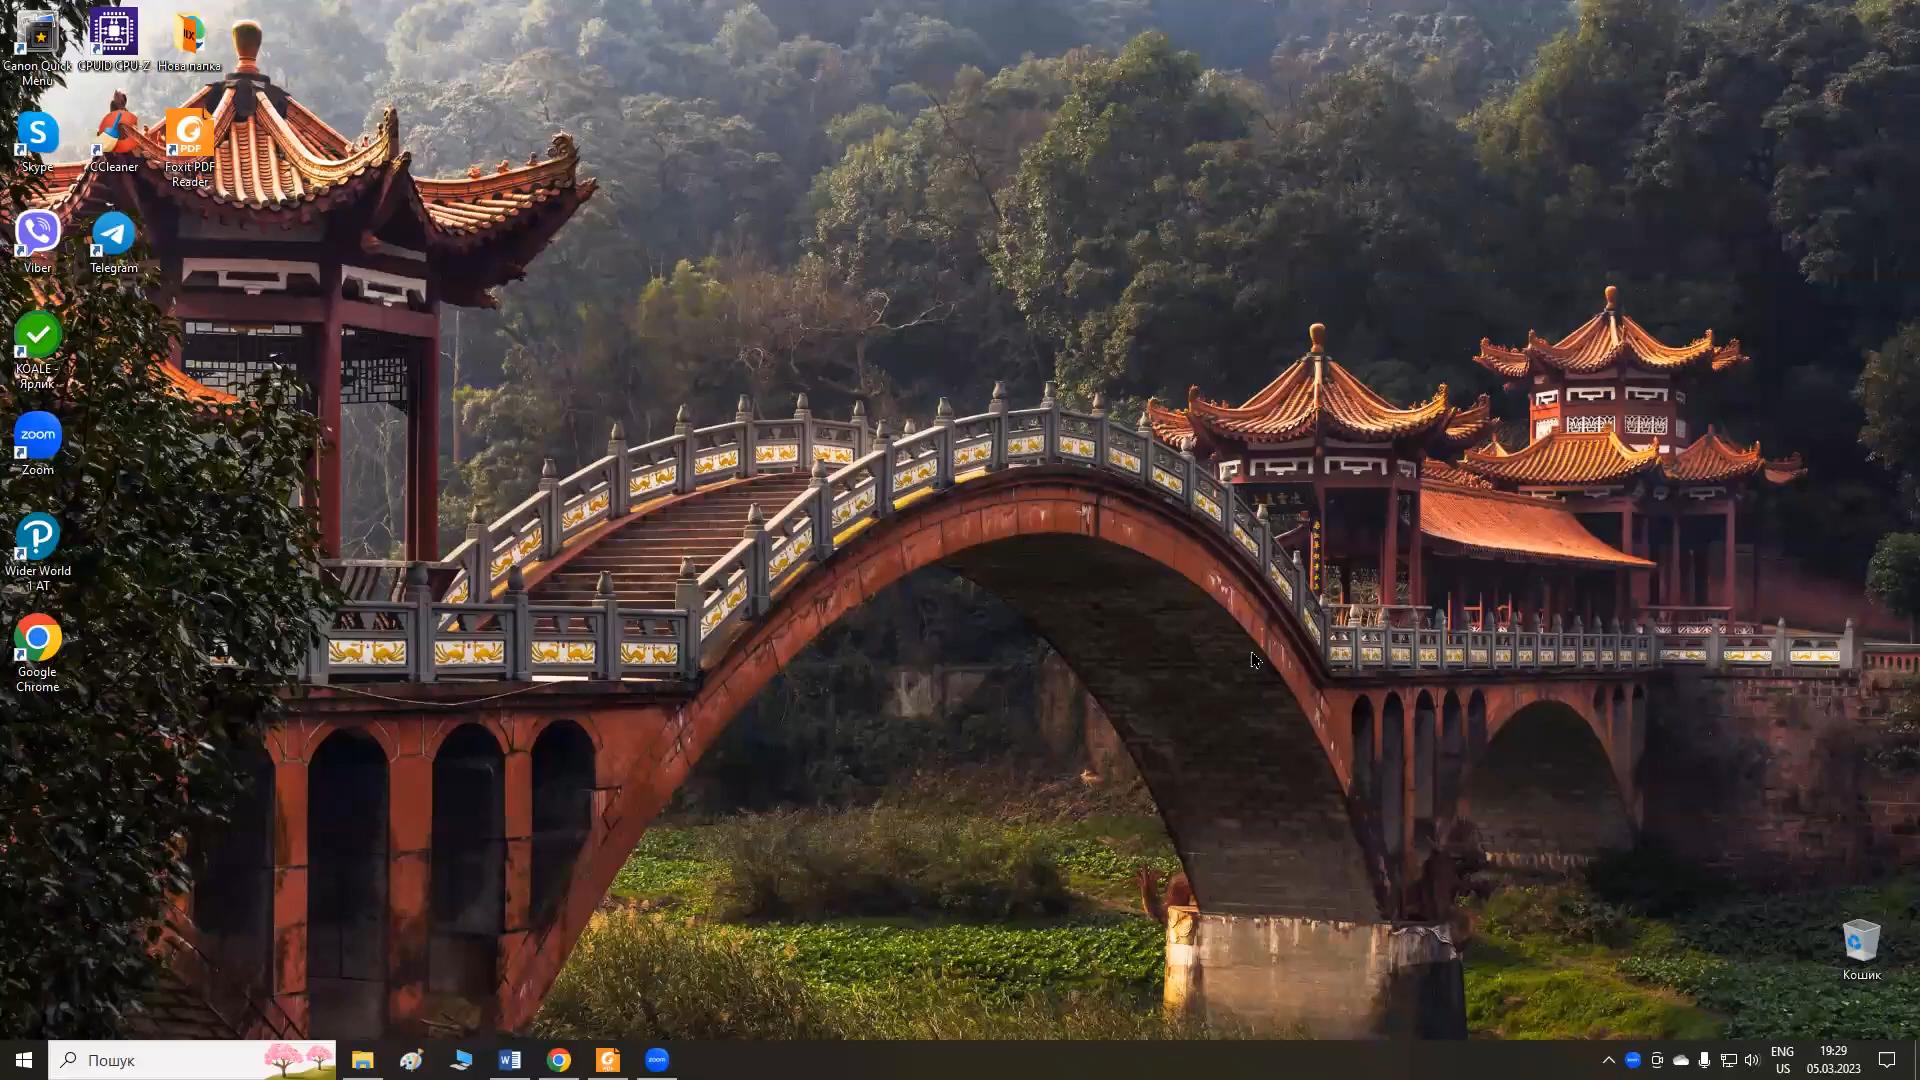 Canon Quick
Menu
CPUID CPU-Z
Нова папка
Skype
CCleaner
PDF
Foxit PDF
Reader
Viber
Telegram
KOALE -
Ярлик
zoom
Zoom
Wider World
1 AT
Google
Chrome
Кошик
Пошук
ENG
US
19:29
05.03.2023